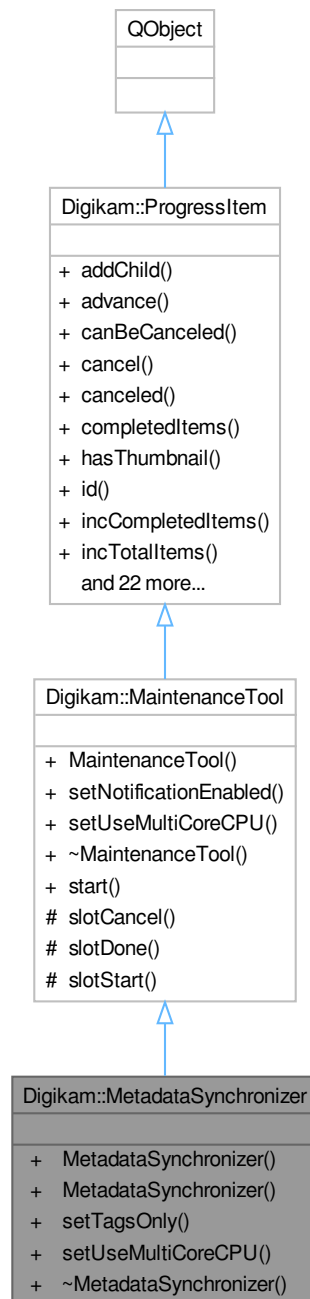 QObject
Digikam::ProgressItem
+ addChild()
+ advance()
+ canBeCanceled()
+ cancel()
+ canceled()
+ completedItems()
+ hasThumbnail()
+ id()
+ incCompletedItems()
+ incTotalItems()
and 22 more...
Digikam::MaintenanceTool
+ MaintenanceTool()
+ setNotificationEnabled()
+ setUseMultiCoreCPU()
+ ~MaintenanceTool()
+ start()
# slotCancel()
# slotDone()
# slotStart()
Digikam::MetadataSynchronizer
+ MetadataSynchronizer()
+ MetadataSynchronizer()
+ setTagsOnly()
+ setUseMultiCoreCPU()
+ ~MetadataSynchronizer()